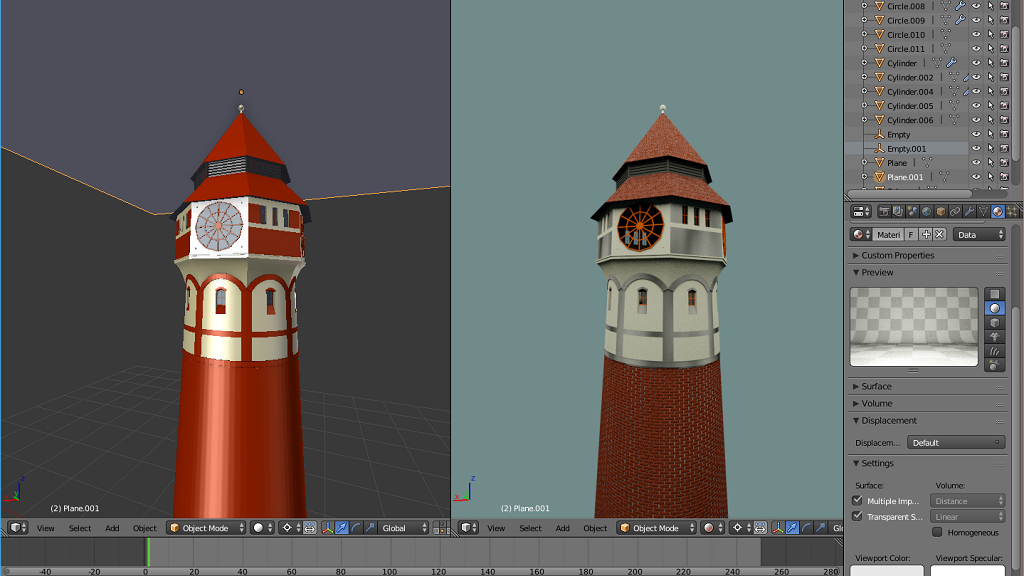 Circle.008
Circle.009
Circle.010
Circle.011
Cylinder
Cylinder.002
Cylinder.004
Cylinder.005
Cylinder.006
Empty
Empty.001
Plane
Plane.001
Materi F Data
Custom Properties
Preview
Surface
Volume
Displacement
Displacem... Default
Settings
Surface: Volume:
Multiple Imp... Distance
Transparent S... Linear
Homogeneous
Viewport Color: Viewport Specular:
(2) Plane.001
(2) Plane.001
View Select Add Object Object Mode Global
View Select Add Object Object Mode
-40 -20 0 20 40 60 80 100 120 140 160 180 200 220 240 260 280